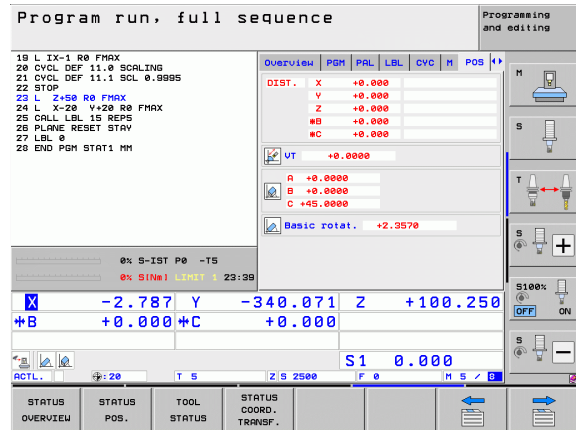 Program run, full sequence
Programming and editing
19 L IX-1 R0 FMAX
20 CYCL DEF 11.0 SCALING
21 CYCL DEF 11.1 SCL 0.9995
22 STOP
23 L Z+50 R0 FMAX
24 L X-20 Y+20 R0 FMAX
25 CALL LBL 15 REP5
26 PLANE RESET STAY
27 LBL 0
28 END PGM STAT1 MM
Overview PGM PAL LBL CYC M POS
DIST. X +0.000
Y +0.000
Z +0.000
*B +0.000
*C +0.000
VT +0.0000
A +0.0000
B +0.0000
C +45.0000
Basic rotat. +2.3570
0% S-IST P0 -T5
0% S[Nm] LIMIT 1 23:39
X -2.787 Y -340.071 Z +100.250
*B +0.000 *C +0.000
S1 0.000
ACTL. :20 T 5 Z S 2500 F 0 M 5 / 8
M
S
T
S
S100%
OFF ON
S
STATUS OVERVIEW
STATUS POS.
TOOL STATUS
STATUS COORD. TRANSF.